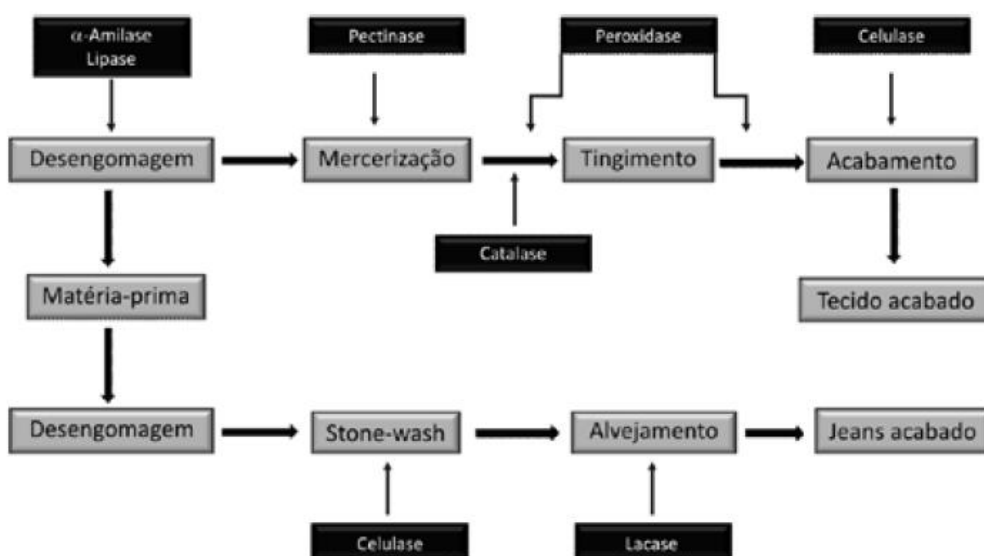 α-Amilase
Lipase
Pectinase
Peroxidase
Celulase
Desengomagem
Mercerização
Tingimento
Acabamento
Catalase
Matéria-prima
Tecido acabado
Desengomagem
Stone-wash
Alvejamento
Jeans acabado
Celulase
Lacase